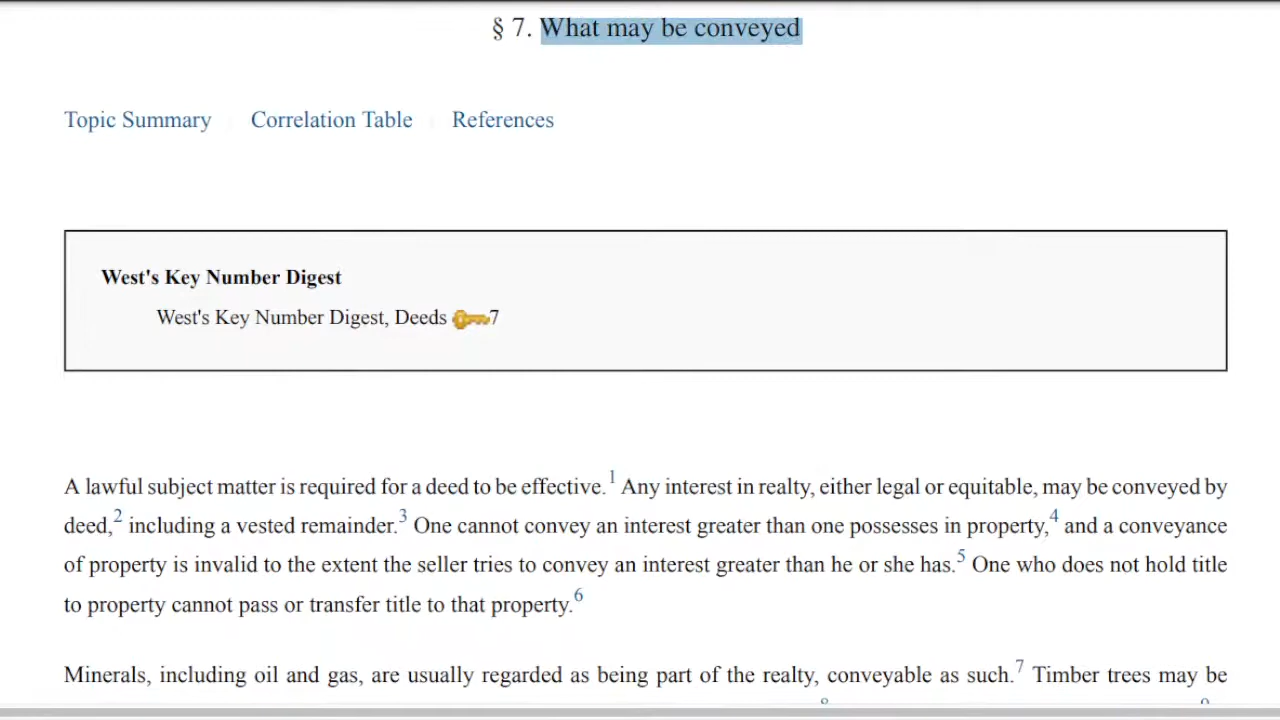 § 7. What may be conveyed
Topic Summary Correlation Table References
West's Key Number Digest
West's Key Number Digest, Deeds 7
A lawful subject matter is required for a deed to be effective.1 Any interest in realty, either legal or equitable, may be conveyed by
deed,2 including a vested remainder.3 One cannot convey an interest greater than one possesses in property,4 and a conveyance
of property is invalid to the extent the seller tries to convey an interest greater than he or she has.5 One who does not hold title
to property cannot pass or transfer title to that property.6
Minerals, including oil and gas, are usually regarded as being part of the realty, conveyable as such.7 Timber trees may be